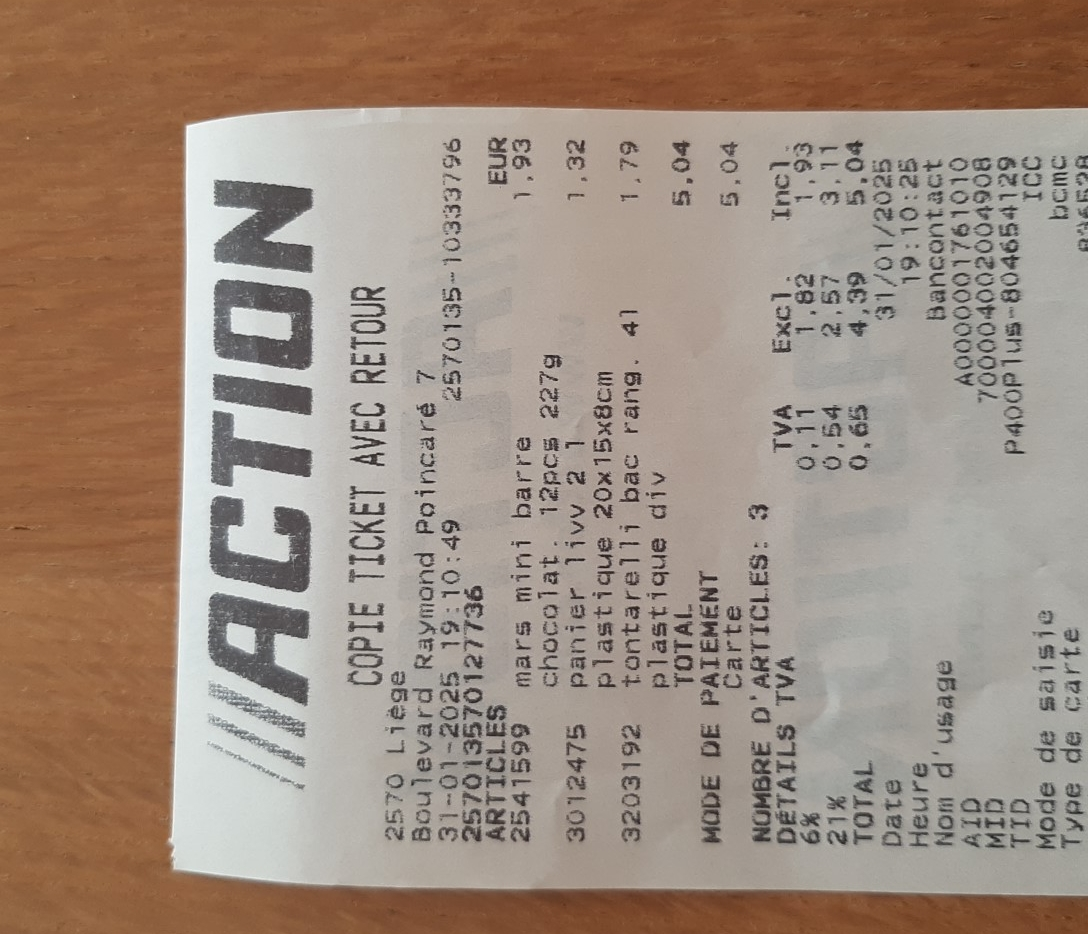 ACTION
COPIE TICKET AVEC RETOUR
2570 Liège
Boulevard Raymond Poincaré 7
31-01-2025 19:10:49 2570135-10333796
257013570127736
ARTICLES EUR
2541599 mars mini barre 1,93
chocolat. 12pcs 227g
3012475 panier livv 2 l 1,32
plastique 20x15x8cm
3203192 tontarelli bac rang. 4l 1,79
plastique div
TOTAL 5,04
MODE DE PAIEMENT
Carte 5,04
NOMBRE D'ARTICLES: 3
DÉTAILS TVA TVA Excl. Incl.
6% 0,11 1,82 1,93
21% 0,54 2,57 3,11
TOTAL 0,65 4,39 5,04
Date 31/01/2025
Heure 19:10:25
Nom d'usage Bancontact
AID A0000001761010
MID 700004002004908
TID P400Plus-804654129
Mode de saisie ICC
Type de carte bcmc